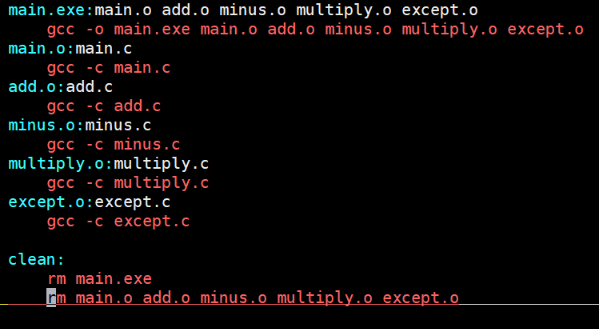 main.exe:main.o add.o minus.o multiply.o except.o
gcc -o main.exe main.o add.o minus.o multiply.o except.o
main.o:main.c
gcc -c main.c
add.o:add.c
gcc -c add.c
minus.o:minus.c
gcc -c minus.c
multiply.o:multiply.c
gcc -c multiply.c
except.o:except.c
gcc -c except.c
clean:
rm main.exe
rm main.o add.o minus.o multiply.o except.o